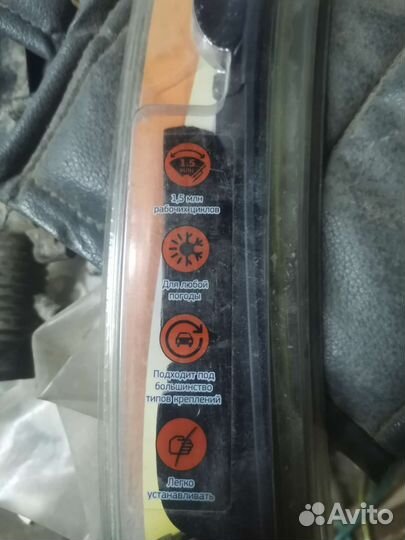 1.5
МЛН
1,5 млн
рабочих циклов
Для любой
погоды
Подходит под
большинство
типов креплений
Легко
устанавливать
Avito